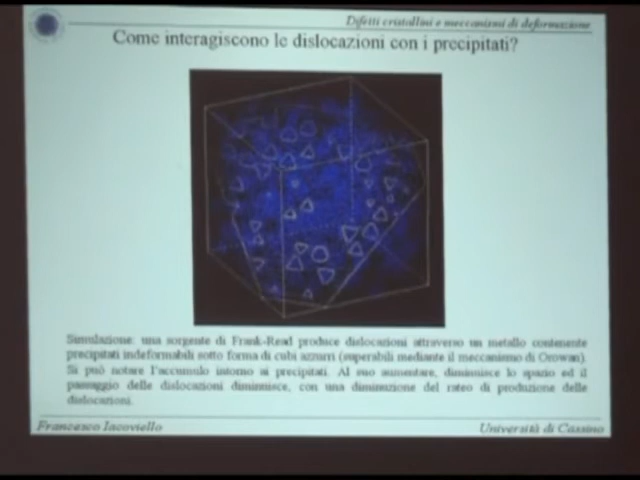 Difetti cristallini e meccanismi di deformazione
Come interagiscono le dislocazioni con i precipitati?
Simulazione: una sorgente di Frank-Read produce dislocazioni attraverso un metallo contenente
precipitati indeformabili sotto forma di cubi azzurri (superabili mediante il meccanismo di Orowan).
Si può notare l'accumulo intorno ai precipitati. Al suo aumentare, diminuisce lo spazio ed il
passaggio delle dislocazioni diminuisce, con una diminuzione del rateo di produzione delle
dislocazioni.
Francesco Iacoviello
Università di Cassino